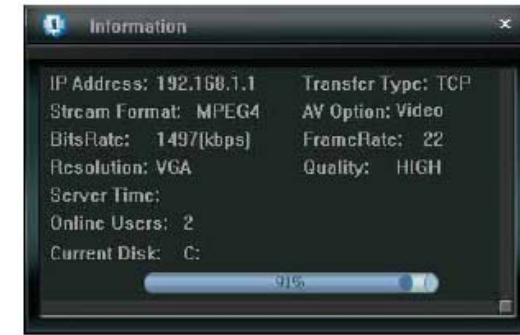 Information
IP Address: 192.168.1.1 Transfer Type: TCP
Stream Format: MPEG4 AV Option: Video
BitsRate: 1497(kbps) FrameRate: 22
Resolution: VGA Quality: HIGH
Server Time:
Online Users: 2
Current Disk: C:
91%